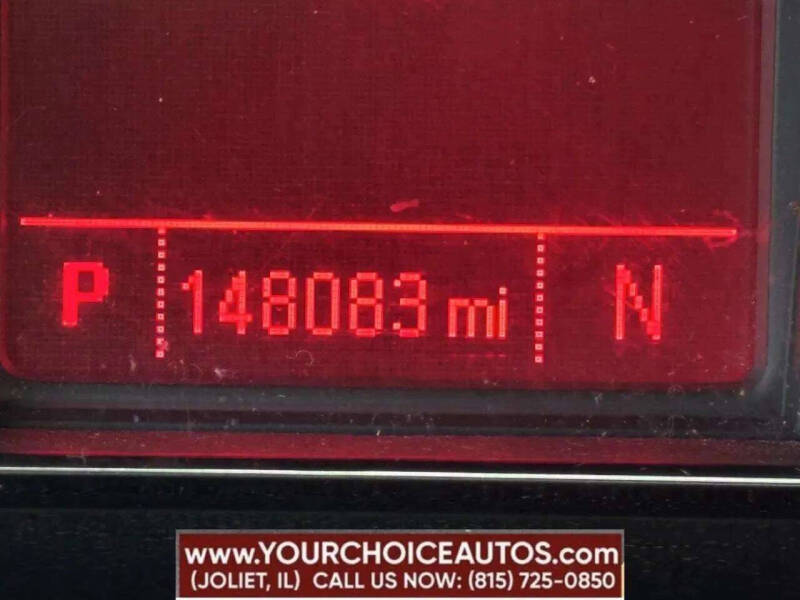 P 148083 mi N
www.YOURCHOICEAUTOS.com
(JOLIET, IL) CALL US NOW: (815) 725-0850